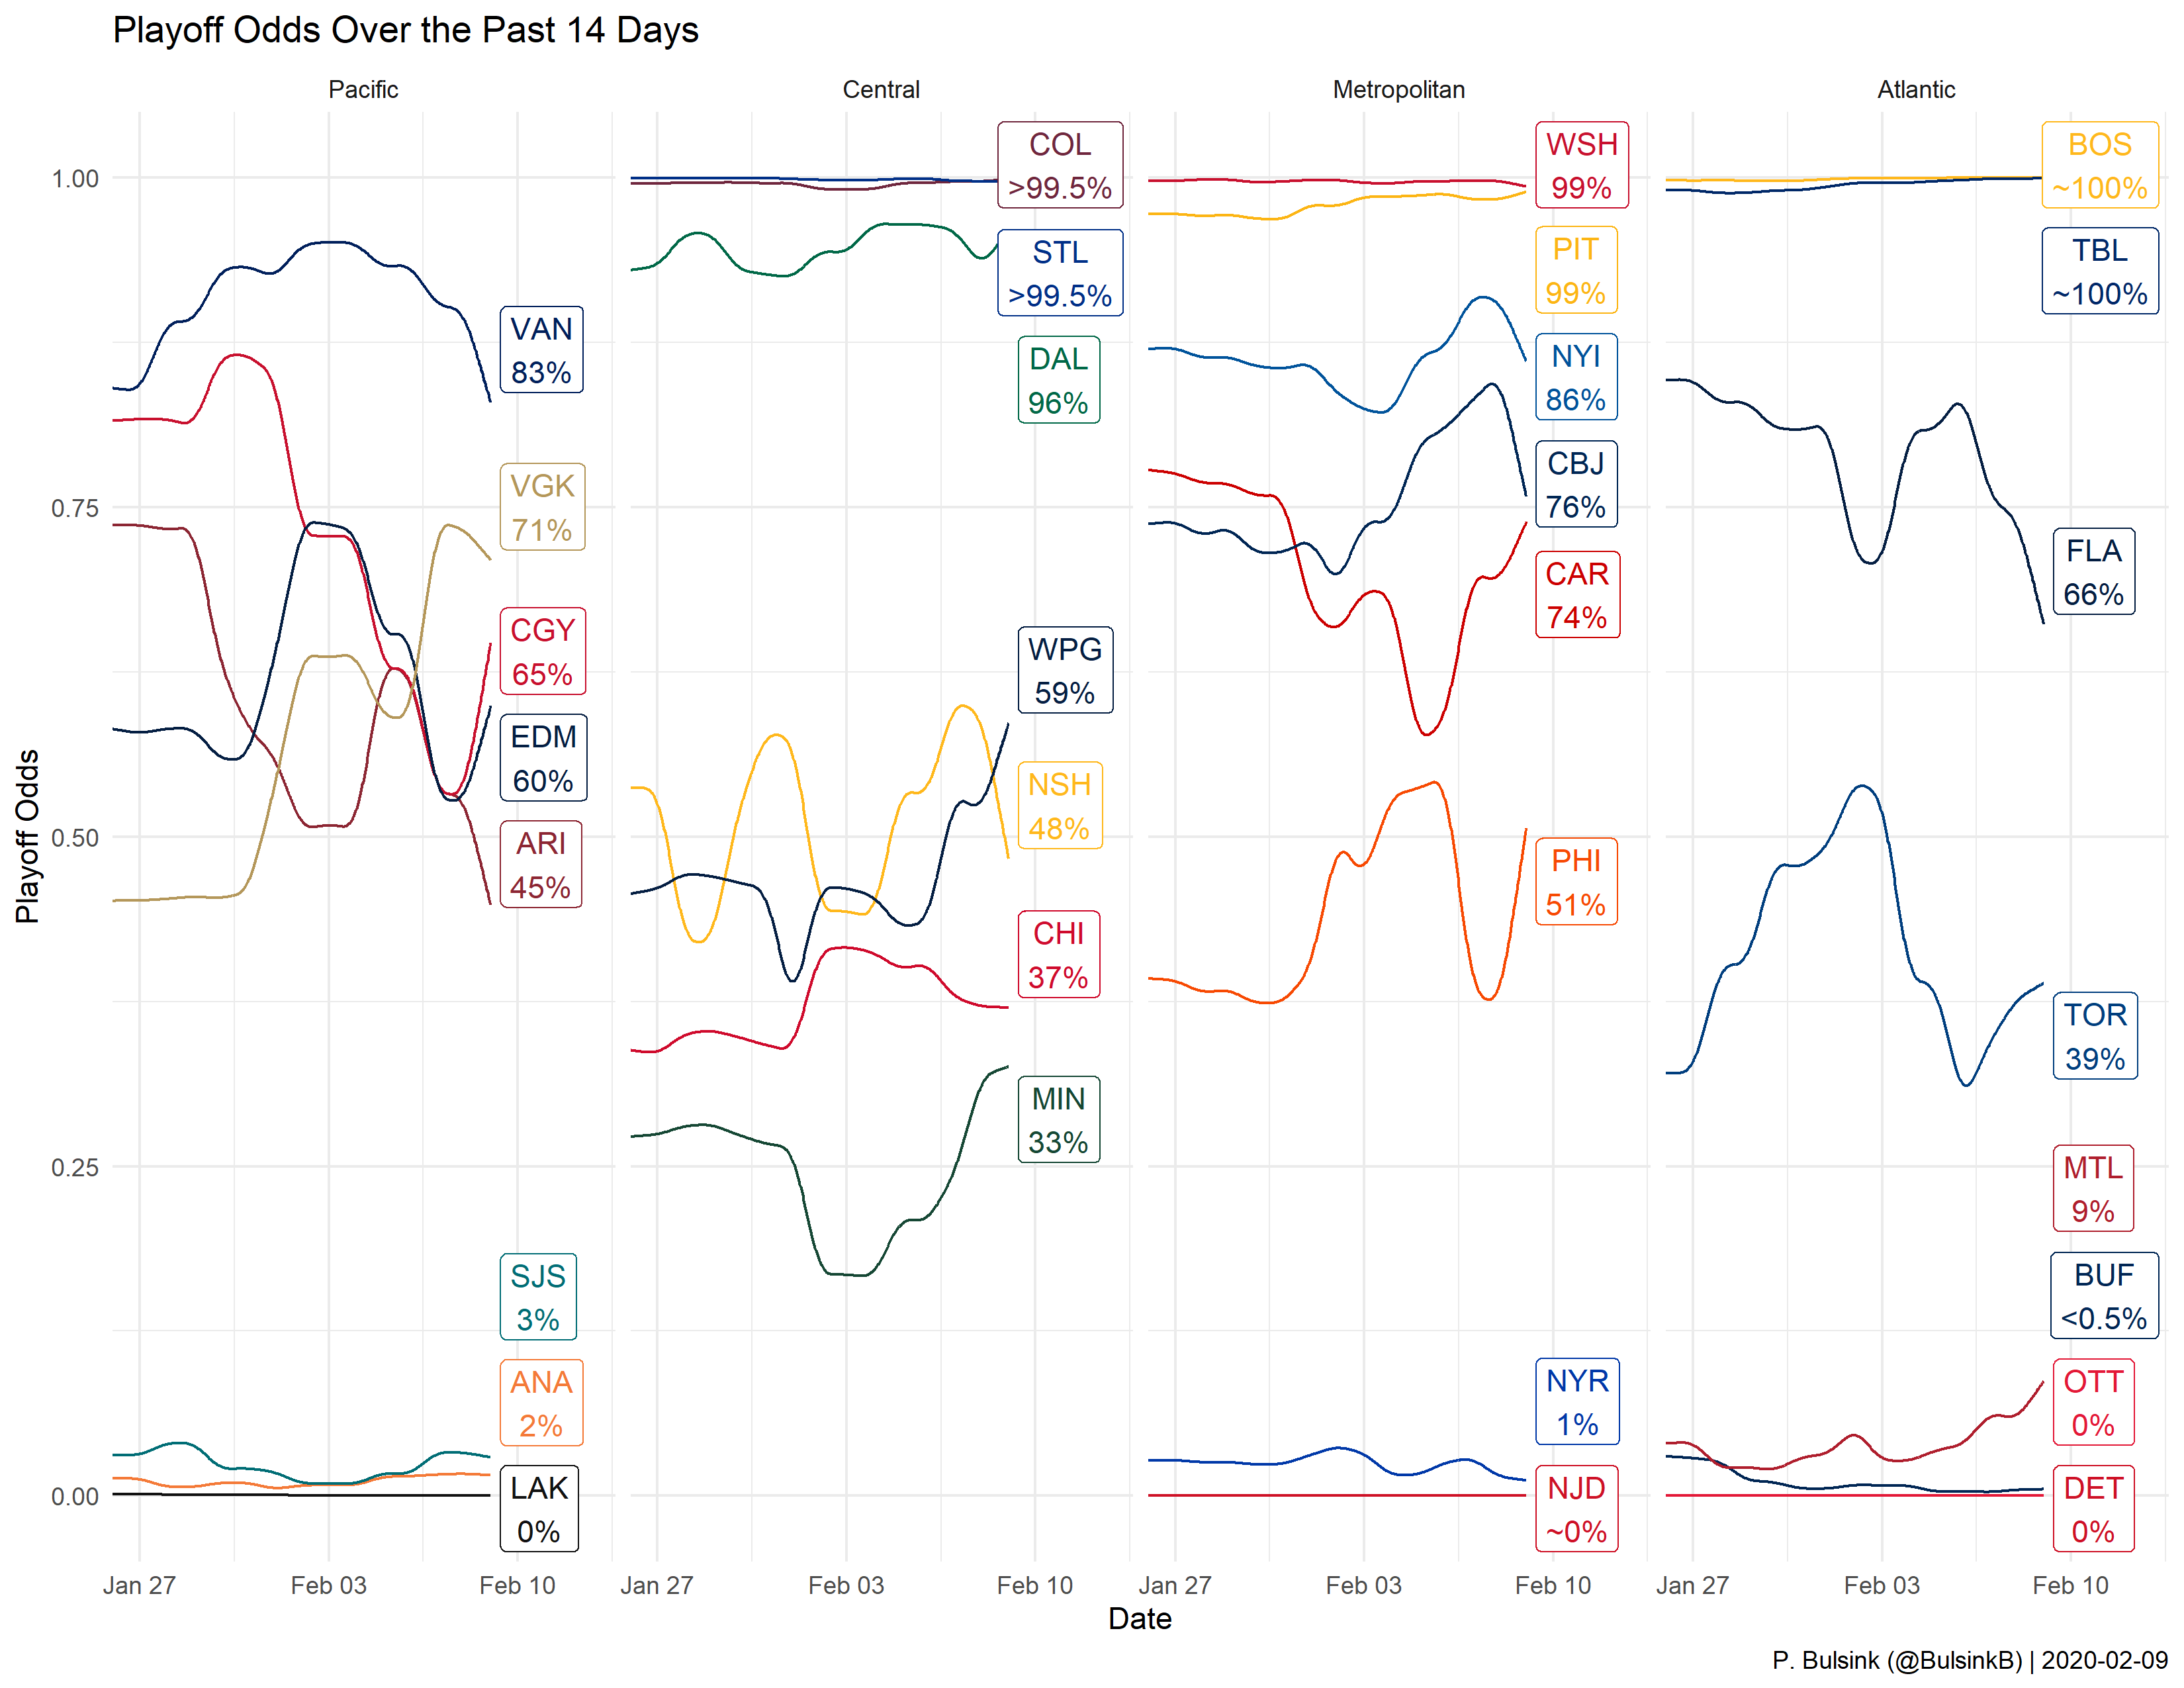 Playoff Odds Over the Past 14 Days
Pacific
Central
Metropolitan
Atlantic
Playoff Odds
1.00
0.75
0.50
0.25
0.00
VAN
83%
VGK
71%
CGY
65%
EDM
60%
ARI
45%
SJS
3%
ANA
2%
LAK
0%
COL
>99.5%
STL
>99.5%
DAL
96%
WPG
59%
NSH
48%
CHI
37%
MIN
33%
WSH
99%
PIT
99%
NYI
86%
CBJ
76%
CAR
74%
PHI
51%
NYR
1%
NJD
~0%
BOS
~100%
TBL
~100%
FLA
66%
TOR
39%
MTL
9%
BUF
<0.5%
OTT
0%
DET
0%
Jan 27
Feb 03
Feb 10
Jan 27
Feb 03
Feb 10
Jan 27
Feb 03
Feb 10
Jan 27
Feb 03
Feb 10
Date
P. Bulsink (@BulsinkB) | 2020-02-09